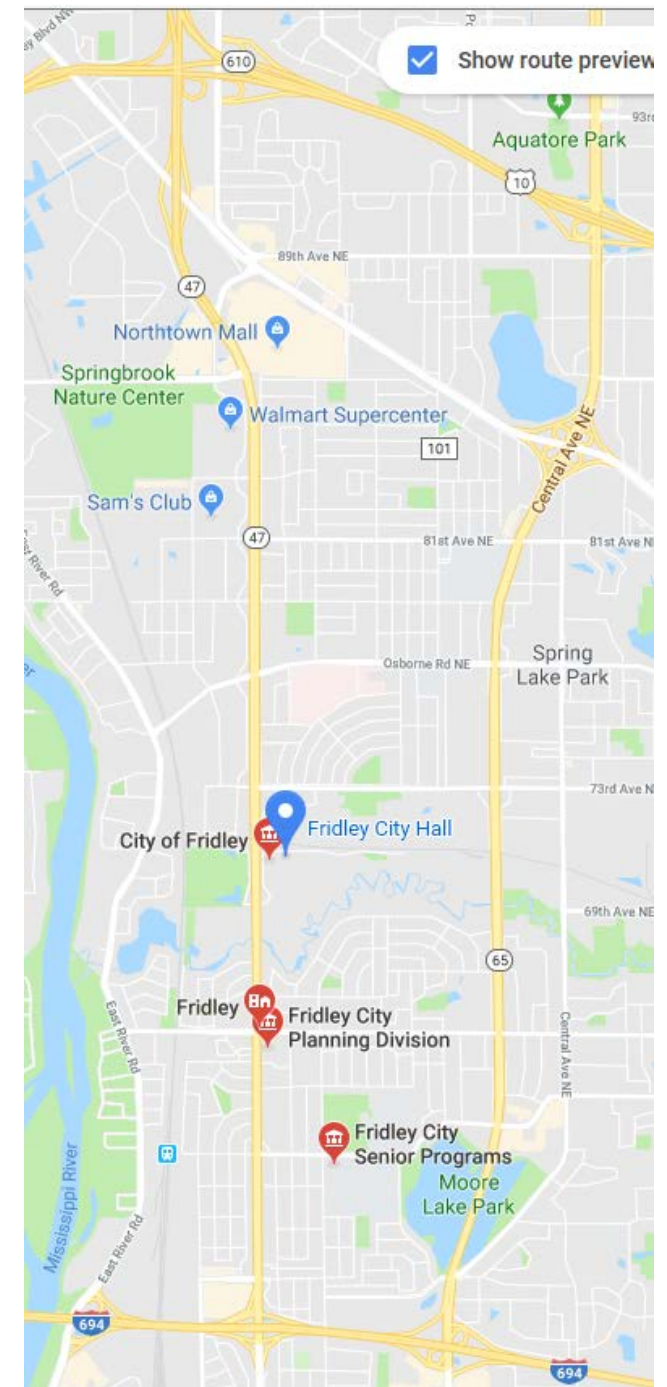 610
Show route preview
93rd
Aquatore Park
10
89th Ave NE
47
Northtown Mall
Springbrook
Nature Center
Walmart Supercenter
101
Central Ave NE
Sam's Club
47
81st Ave NE
81st Ave N
East River Rd
Osborne Rd NE
Spring
Lake Park
73rd Ave N
City of Fridley
Fridley City Hall
69th Ave NE
65
Fridley
Fridley City
Planning Division
East River Rd
Central Ave NE
Fridley City
Senior Programs
Moore
Lake Park
Mississippi River
East River Rd
694
694